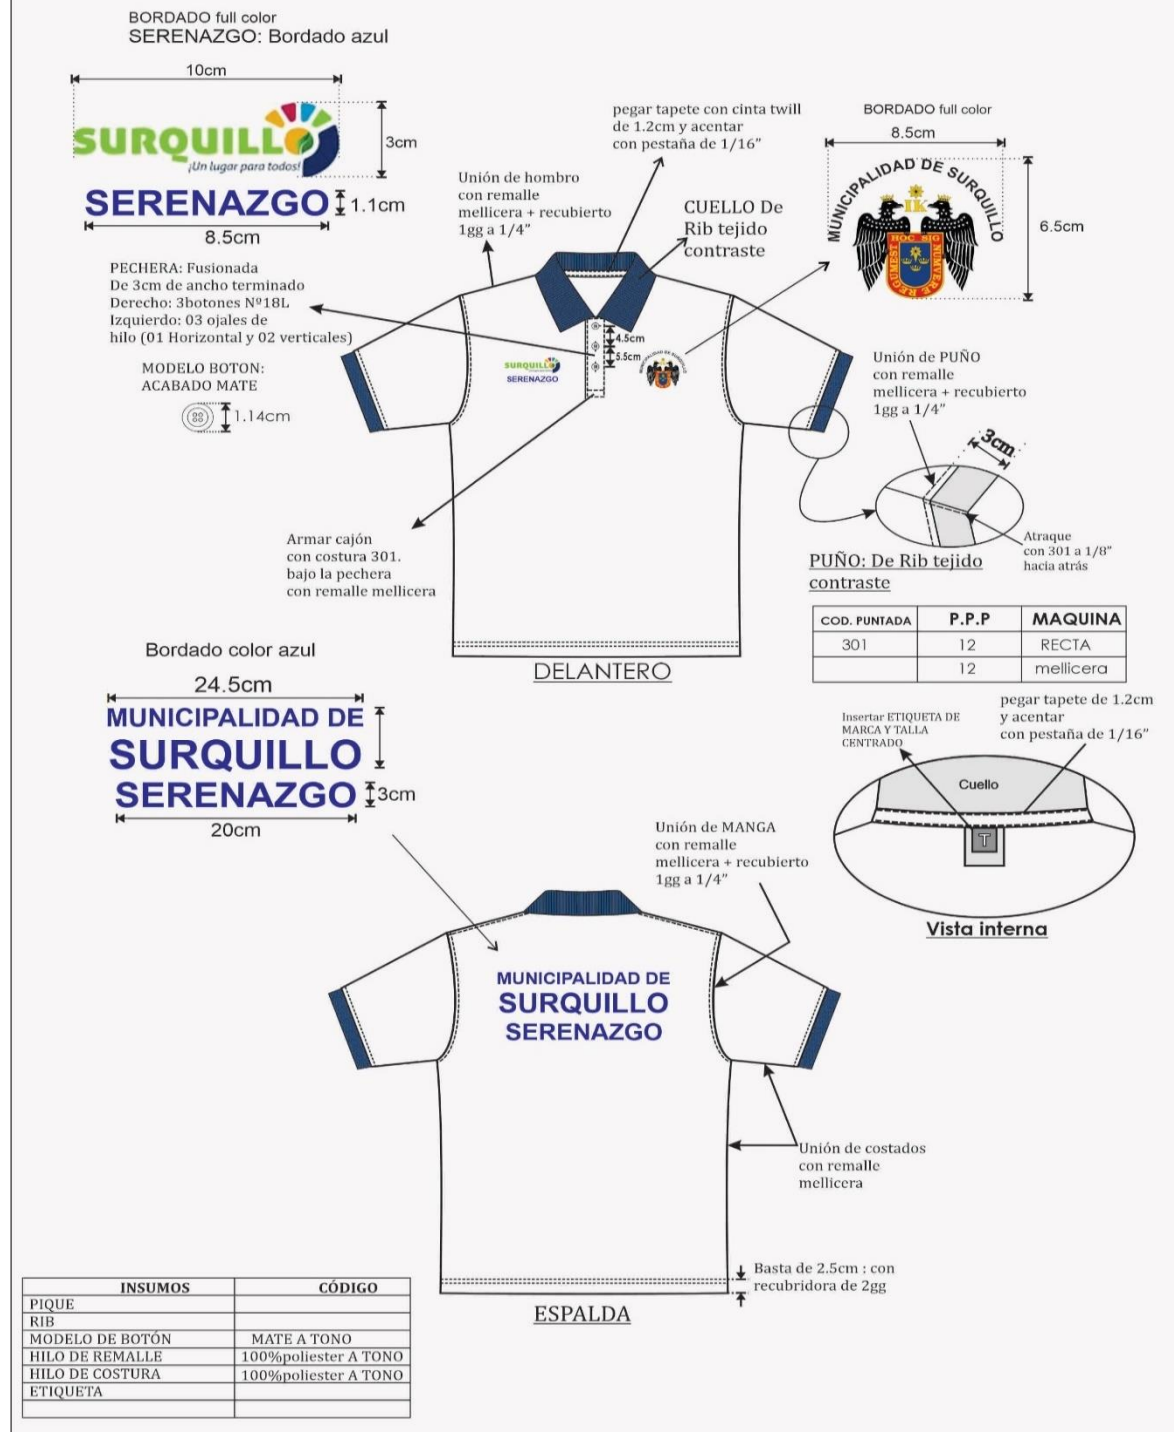 BORDADO full color
SERENAZGO: Bordado azul
10cm
SURQUILLO
¡Un lugar para todos!
3cm
SERENAZGO
1.1cm
8.5cm
PECHERA: Fusionada
De 3cm de ancho terminado
Derecho: 3botones Nº18L
Izquierdo: 03 ojales de
hilo (01 Horizontal y 02 verticales)
MODELO BOTON:
ACABADO MATE
1.14cm
Unión de hombro
con remalle
mellicera + recubierto
1gg a 1/4”
pegar tapete con cinta twill
de 1.2cm y acentar
con pestaña de 1/16”
CUELLO De
Rib tejido
contraste
BORDADO full color
8.5cm
MUNICIPALIDAD DE SURQUILLO
IK
HOC SIG
NUMVERE
REGUMEST
6.5cm
4.5cm
5.5cm
SURQUILLO
SERENAZGO
MUNICIPALIDAD DE SURQUILLO
Unión de PUÑO
con remalle
mellicera + recubierto
1gg a 1/4”
3cm
Atraque
con 301 a 1/8”
hacia atrás
PUÑO: De Rib tejido
contraste
Armar cajón
con costura 301.
bajo la pechera
con remalle mellicera
DELANTERO
COD. PUNTADA P.P.P MAQUINA
301 12 RECTA
12 mellicera
Bordado color azul
24.5cm
MUNICIPALIDAD DE
SURQUILLO
SERENAZGO
3cm
20cm
Insertar ETIQUETA DE
MARCA Y TALLA
CENTRADO
pegar tapete de 1.2cm
y acentar
con pestaña de 1/16”
Cuello
T
Vista interna
Unión de MANGA
con remalle
mellicera + recubierto
1gg a 1/4”
MUNICIPALIDAD DE
SURQUILLO
SERENAZGO
Unión de costados
con remalle
mellicera
Basta de 2.5cm : con
recubridora de 2gg
ESPALDA
INSUMOS CÓDIGO
PIQUE
RIB
MODELO DE BOTÓN MATE A TONO
HILO DE REMALLE 100%poliester A TONO
HILO DE COSTURA 100%poliester A TONO
ETIQUETA